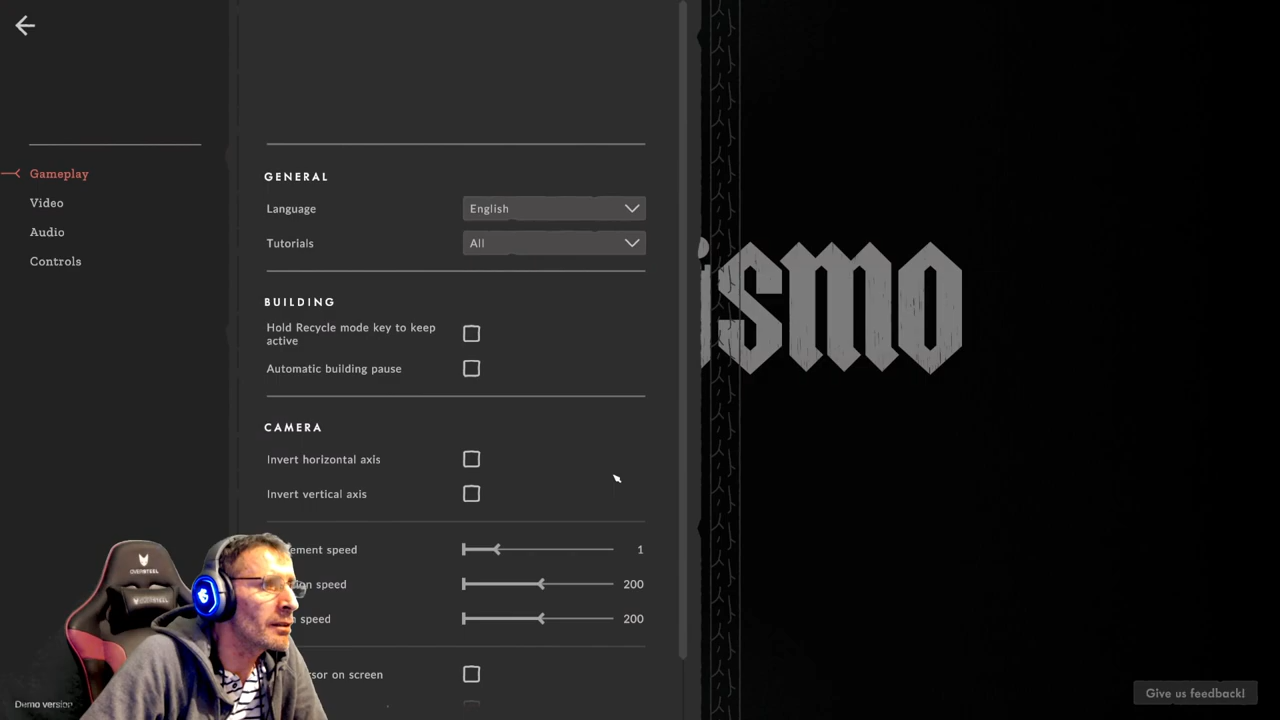 Gameplay
Video
Audio
Controls
GENERAL
Language English
Tutorials All
BUILDING
Hold Recycle mode key to keep
active
Automatic building pause
CAMERA
Invert horizontal axis
Invert vertical axis
speed 1
speed 200
speed 200
on screen
ismo
OVERSTEEL
Demo version
Give us feedback!